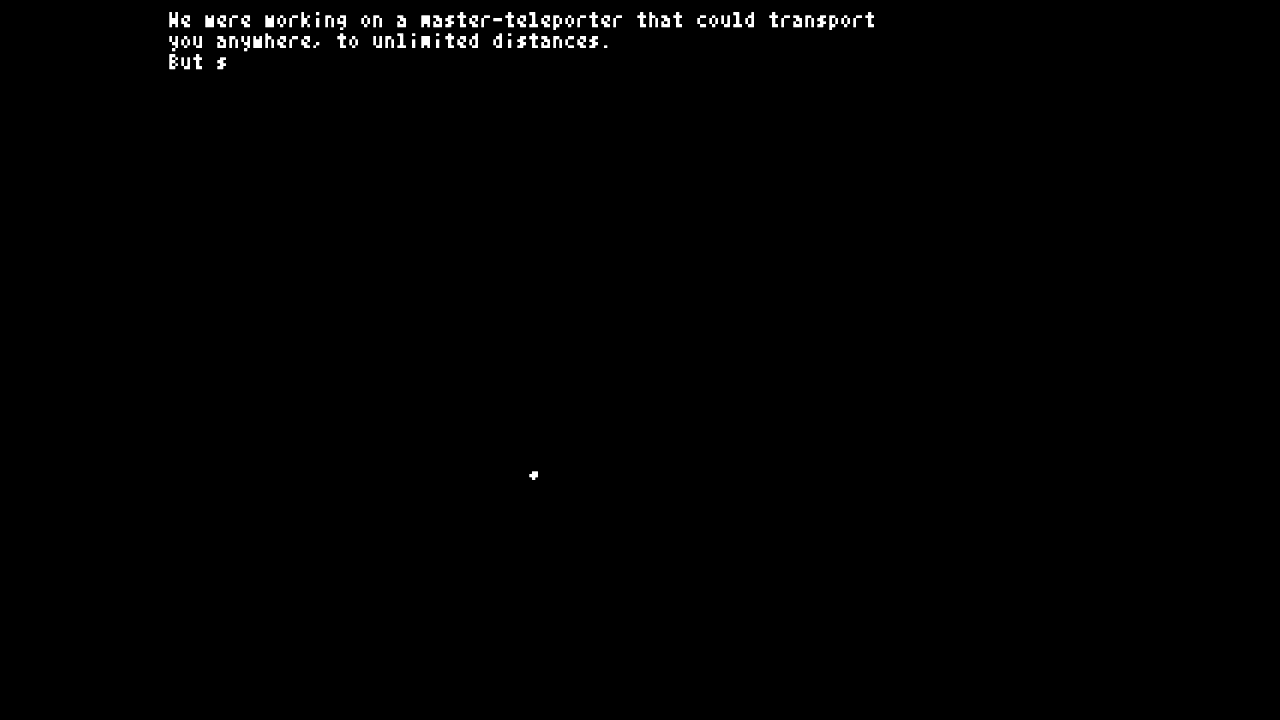 We were working on a master-teleporter that could transport
you anywhere, to unlimited distances.
But s